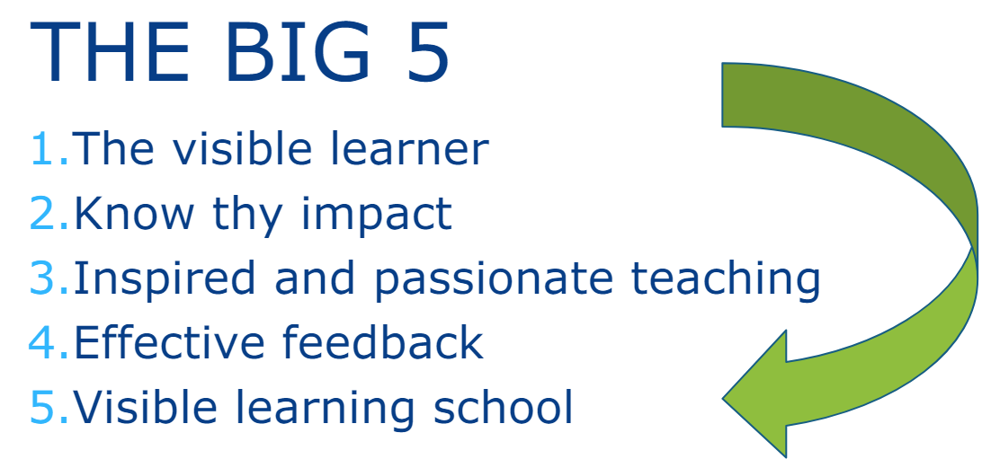 THE BIG 5
1.The visible learner
2.Know thy impact
3.Inspired and passionate teaching
4.Effective feedback
5.Visible learning school